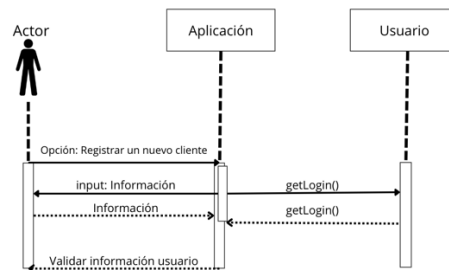 Actor
Aplicación
Usuario
Opción: Registrar un nuevo cliente
input: Información
getLogin()
Información
getLogin()
Validar información usuario